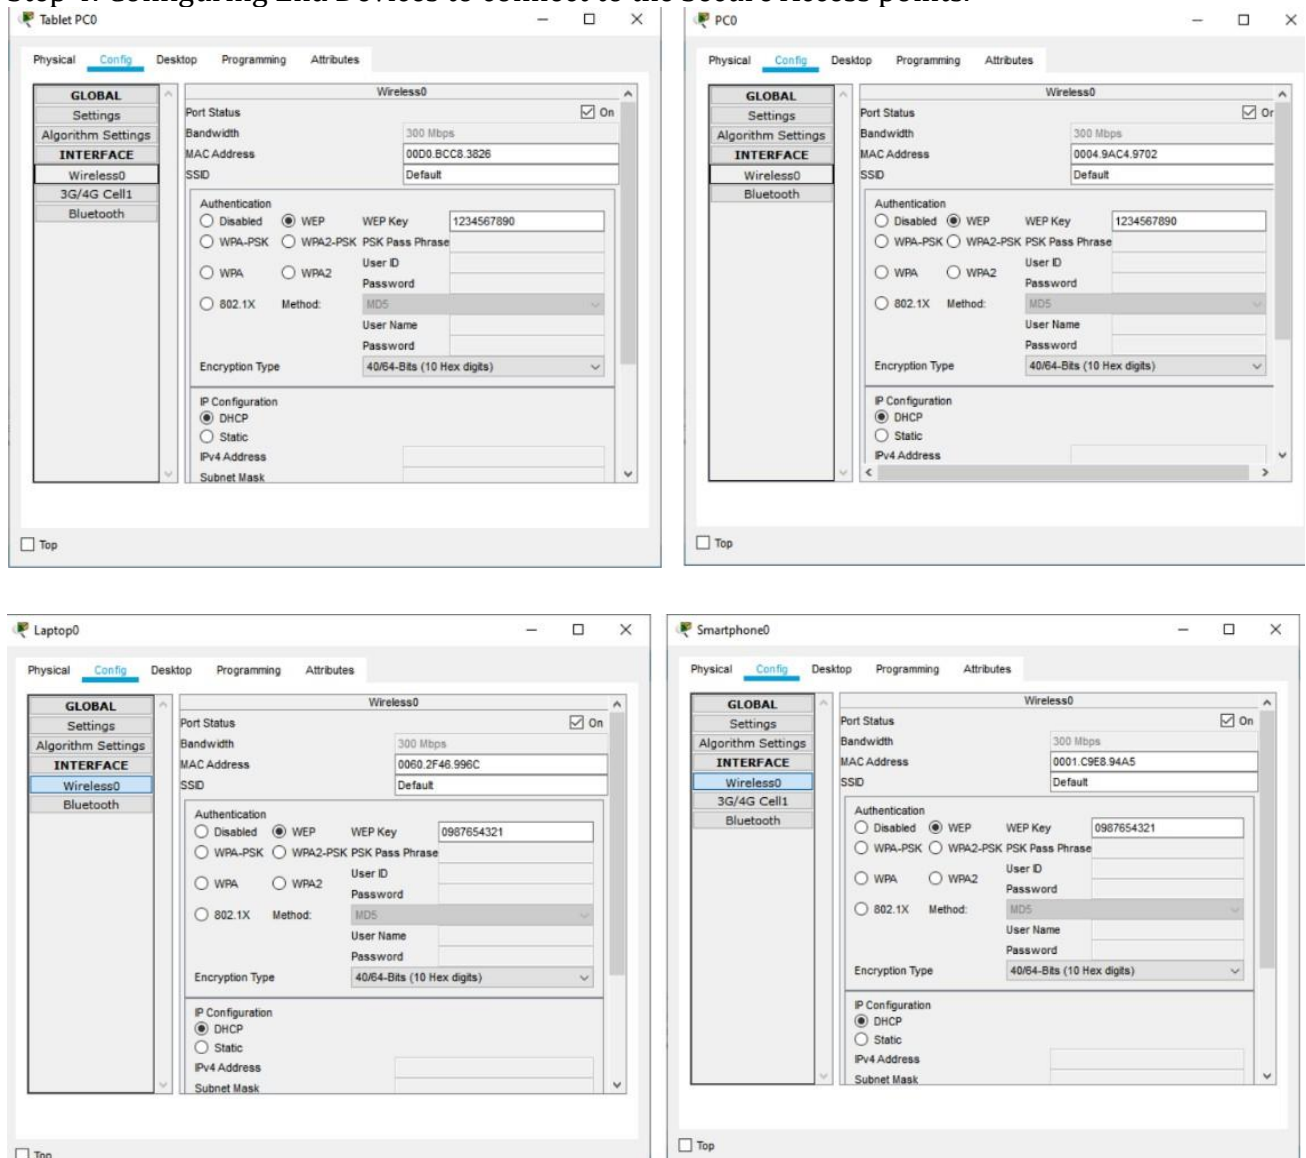 Step 4: Configuring End Devices to connect to the Secure Access points.
Tablet PC0
Physical Config Desktop Programming Attributes
GLOBAL
Settings
Algorithm Settings
INTERFACE
Wireless0
3G/4G Cell1
Bluetooth
Wireless0
Port Status On
Bandwidth 300 Mbps
MAC Address 00D0.BCC8.3826
SSID Default
Authentication
Disabled WEP WEP Key 1234567890
WPA-PSK WPA2-PSK PSK Pass Phrase
User ID
WPA WPA2
Password
802.1X Method: MD5
User Name
Password
Encryption Type 40/64-Bits (10 Hex digits)
IP Configuration
DHCP
Static
IPv4 Address
Subnet Mask
Top
PC0
Physical Config Desktop Programming Attributes
GLOBAL
Settings
Algorithm Settings
INTERFACE
Wireless0
Bluetooth
Wireless0
Port Status On
Bandwidth 300 Mbps
MAC Address 0004.9AC4.9702
SSID Default
Authentication
Disabled WEP WEP Key 1234567890
WPA-PSK WPA2-PSK PSK Pass Phrase
User ID
WPA WPA2
Password
802.1X Method: MD5
User Name
Password
Encryption Type 40/64-Bits (10 Hex digits)
IP Configuration
DHCP
Static
IPv4 Address
Top
Laptop0
Physical Config Desktop Programming Attributes
GLOBAL
Settings
Algorithm Settings
INTERFACE
Wireless0
Bluetooth
Wireless0
Port Status On
Bandwidth 300 Mbps
MAC Address 0060.2F46.996C
SSID Default
Authentication
Disabled WEP WEP Key 0987654321
WPA-PSK WPA2-PSK PSK Pass Phrase
User ID
WPA WPA2
Password
802.1X Method: MD5
User Name
Password
Encryption Type 40/64-Bits (10 Hex digits)
IP Configuration
DHCP
Static
IPv4 Address
Subnet Mask
Top
Smartphone0
Physical Config Desktop Programming Attributes
GLOBAL
Settings
Algorithm Settings
INTERFACE
Wireless0
3G/4G Cell1
Bluetooth
Wireless0
Port Status On
Bandwidth 300 Mbps
MAC Address 0001.C9E8.94A5
SSID Default
Authentication
Disabled WEP WEP Key 0987654321
WPA-PSK WPA2-PSK PSK Pass Phrase
User ID
WPA WPA2
Password
802.1X Method: MD5
User Name
Password
Encryption Type 40/64-Bits (10 Hex digits)
IP Configuration
DHCP
Static
IPv4 Address
Subnet Mask
Top